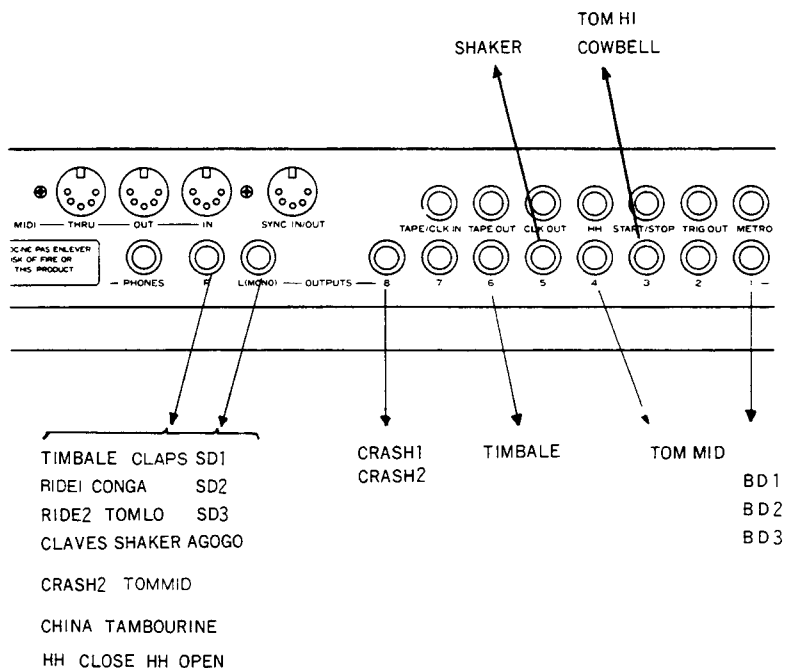 TOM HI
SHAKER COWBELL
MIDI — THRU — OUT — IN SYNC IN/OUT TAPE/CLK IN TAPE OUT CLK OUT HH START/STOP TRIG OUT METRO
PAS ENLEVER
ISK OF FIRE OR
THIS PRODUCT
— PHONES R L(MONO) — OUTPUTS — 8 7 6 5 4 3 2 1 —
TIMBALE CLAPS SD1
RIDE1 CONGA SD2
RIDE2 TOMLO SD3
CLAVES SHAKER AGOGO
CRASH2 TOMMID
CHINA TAMBOURINE
HH CLOSE HH OPEN
CRASH1
CRASH2
TIMBALE
TOM MID
BD1
BD2
BD3